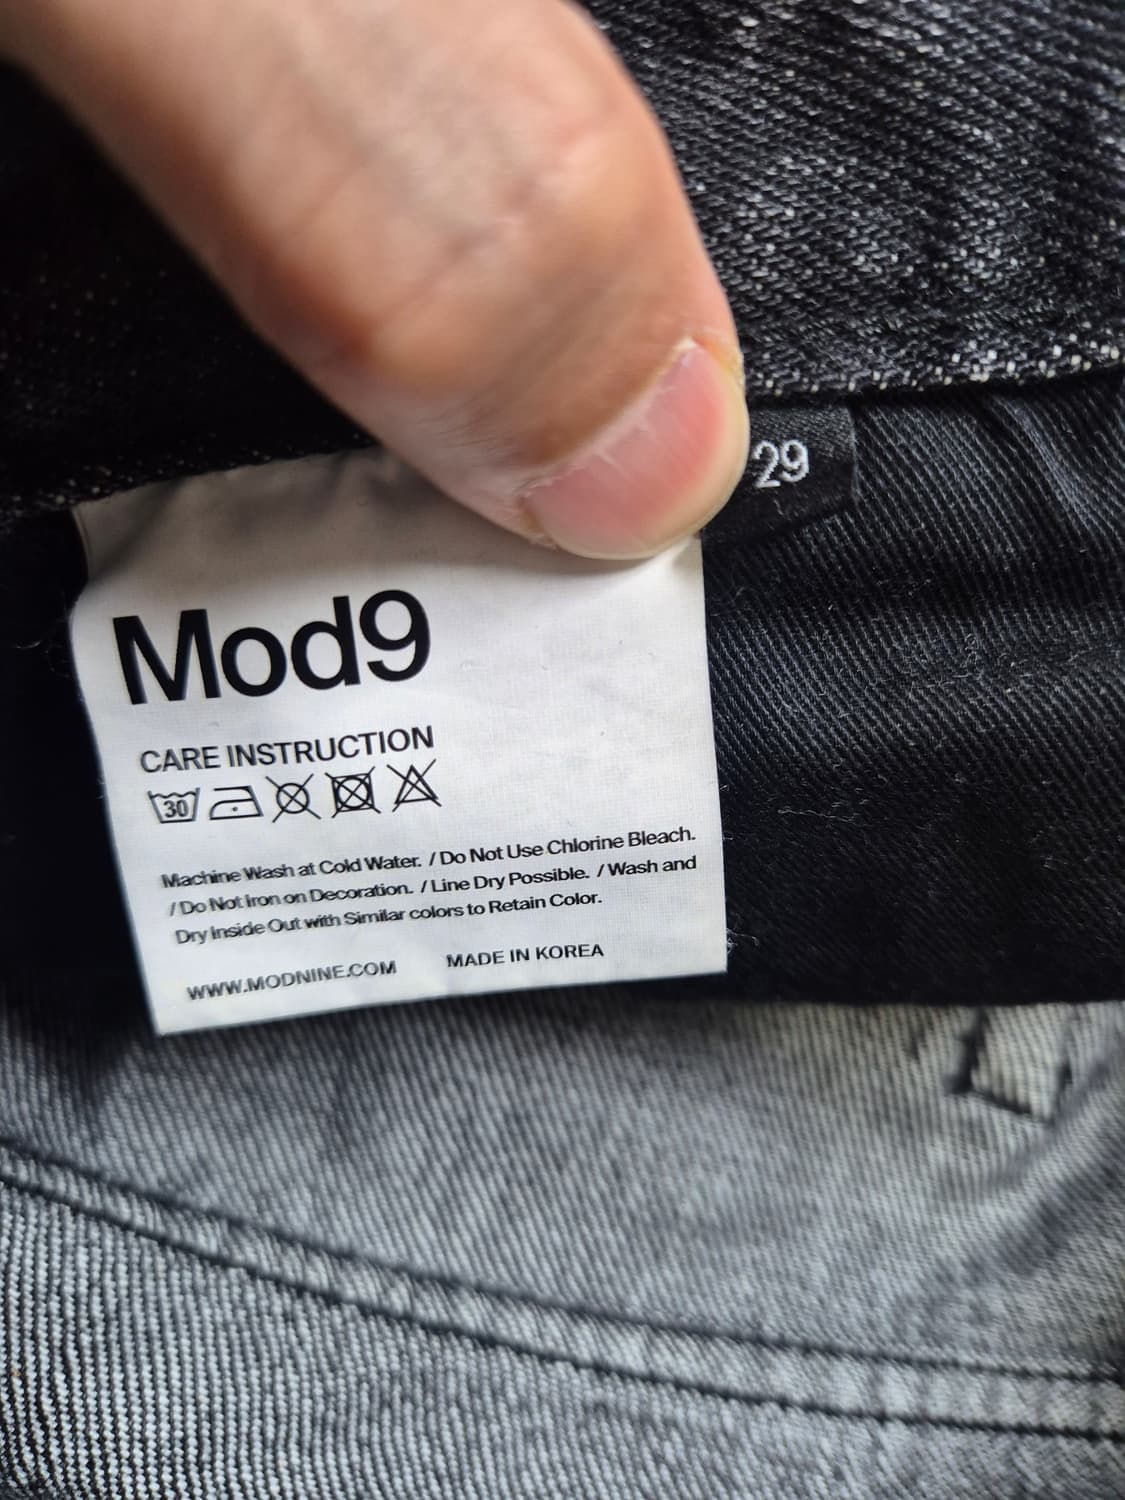 29
Mod9
CARE INSTRUCTION
30
Machine Wash at Cold Water. / Do Not Use Chlorine Bleach.
/ Do Not Iron on Decoration. / Line Dry Possible. / Wash and
Dry Inside Out with Similar colors to Retain Color.
WWW.MODNINE.COM MADE IN KOREA